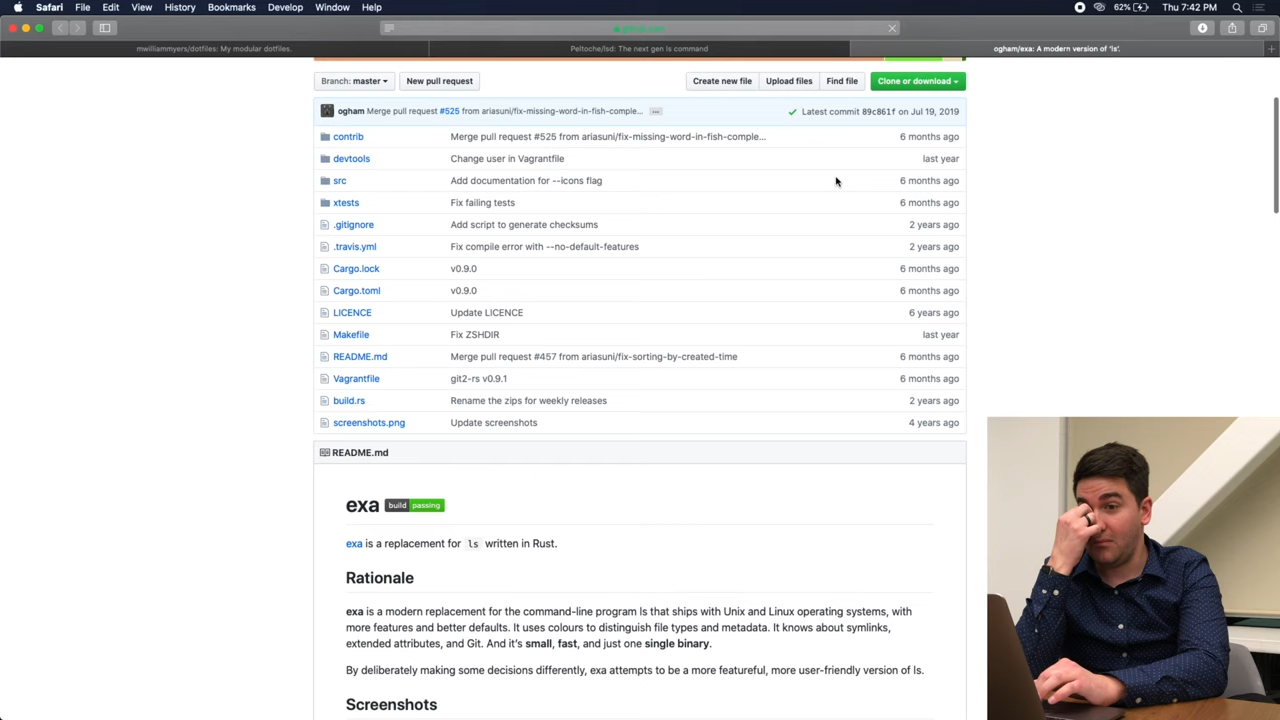 Safari File Edit View History Bookmarks Develop Window Help 62% Thu 7:42 PM
github.com
mwilliammyers/dotfiles: My modular dotfiles. Peltoche/lsd: The next gen ls command ogham/exa: A modern version of 'ls'.
Branch: master New pull request Create new file Upload files Find file Clone or download
ogham Merge pull request #525 from ariasuni/fix-missing-word-in-fish-comple... Latest commit 89c861f on Jul 19, 2019
contrib Merge pull request #525 from ariasuni/fix-missing-word-in-fish-comple... 6 months ago
devtools Change user in Vagrantfile last year
src Add documentation for --icons flag 6 months ago
xtests Fix failing tests 6 months ago
.gitignore Add script to generate checksums 2 years ago
.travis.yml Fix compile error with --no-default-features 2 years ago
Cargo.lock v0.9.0 6 months ago
Cargo.toml v0.9.0 6 months ago
LICENCE Update LICENCE 6 years ago
Makefile Fix ZSHDIR last year
README.md Merge pull request #457 from ariasuni/fix-sorting-by-created-time 6 months ago
Vagrantfile git2-rs v0.9.1 6 months ago
build.rs Rename the zips for weekly releases 2 years ago
screenshots.png Update screenshots 4 years ago
README.md
exa build passing
exa is a replacement for ls written in Rust.
Rationale
exa is a modern replacement for the command-line program ls that ships with Unix and Linux operating systems, with
more features and better defaults. It uses colours to distinguish file types and metadata. It knows about symlinks,
extended attributes, and Git. And it's small, fast, and just one single binary.
By deliberately making some decisions differently, exa attempts to be a more featureful, more user-friendly version of ls.
Screenshots